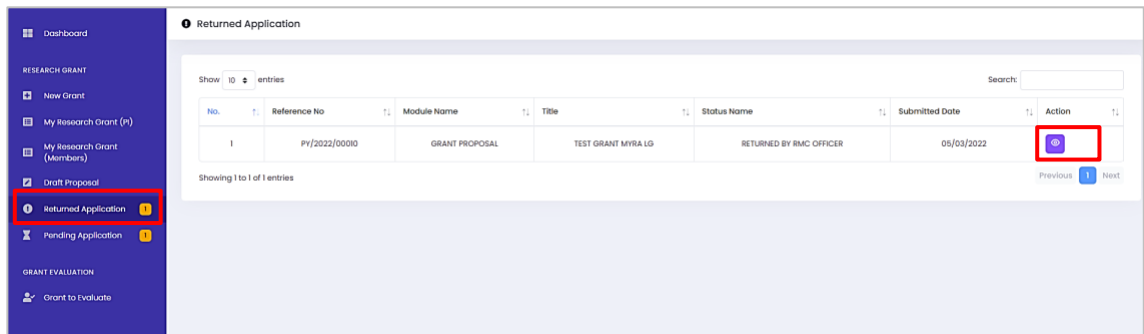 Dashboard
RESEARCH GRANT
New Grant
My Research Grant (PI)
My Research Grant
(Members)
Draft Proposal
Returned Application 1
Pending Application 1
GRANT EVALUATION
Grant to Evaluate
Returned Application
Show 10 entries
Search:
No. Reference No Module Name Title Status Name Submitted Date Action
1 PY/2022/00010 GRANT PROPOSAL TEST GRANT MYRA LG RETURNED BY RMC OFFICER 05/03/2022
Showing 1 to 1 of 1 entries
Previous 1 Next